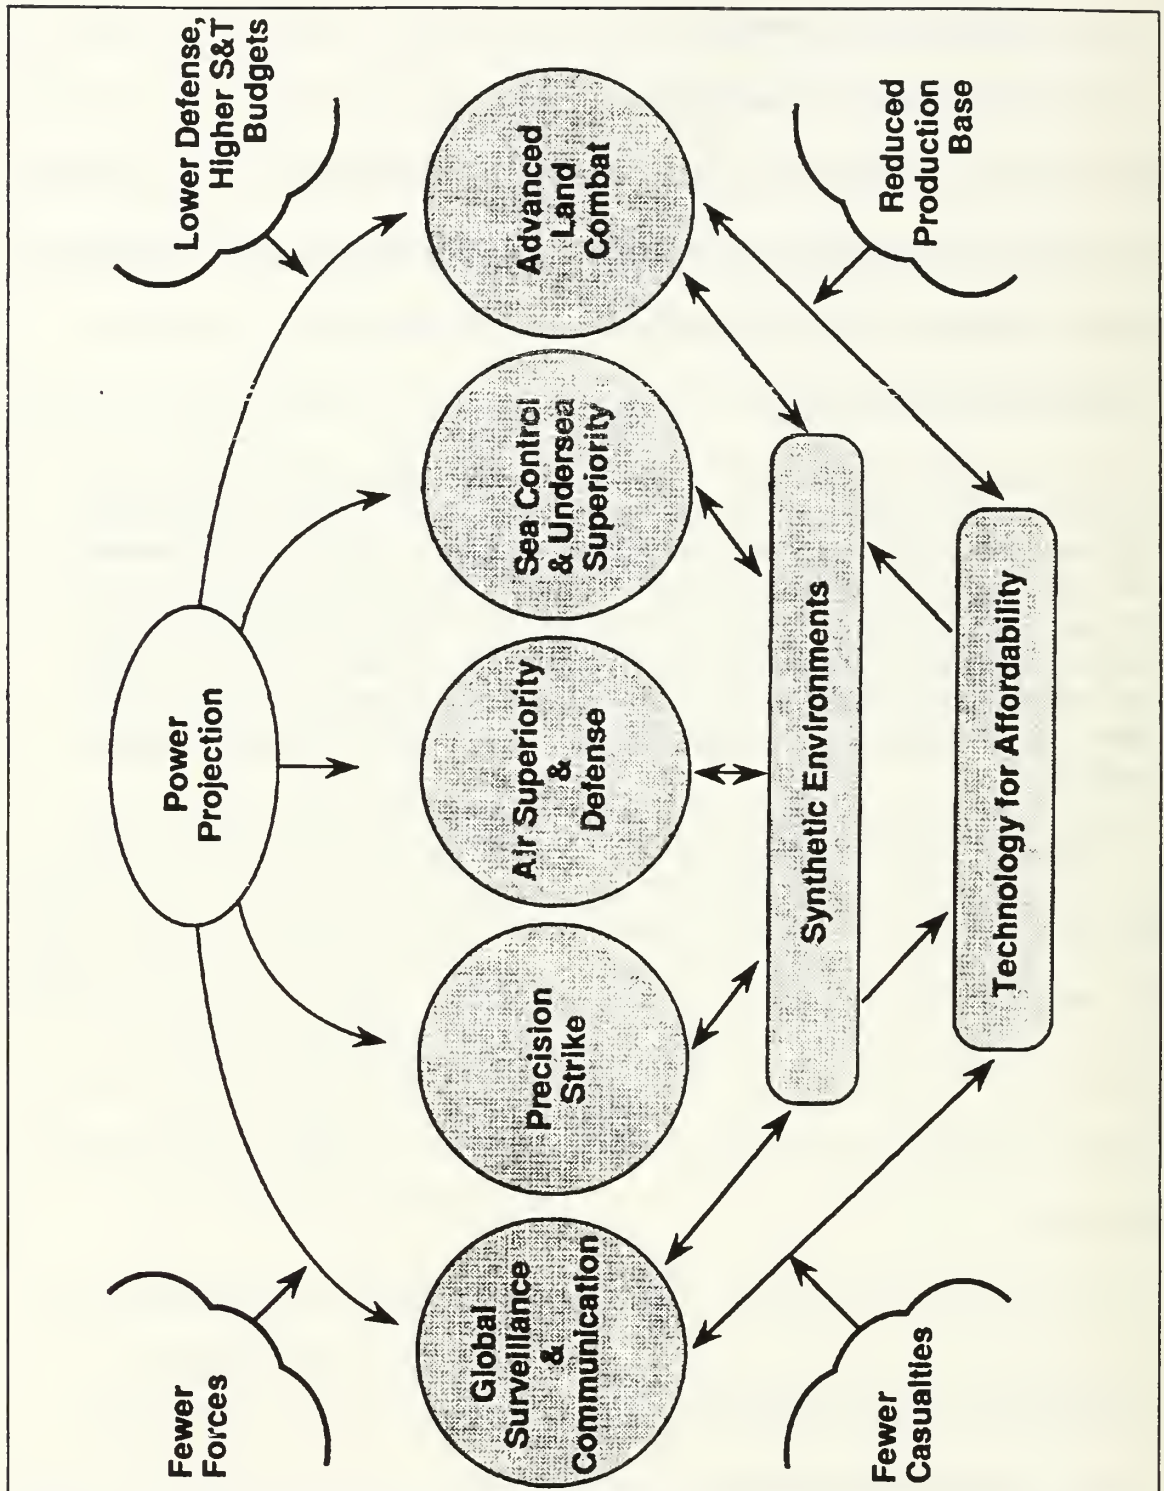 Fewer
Forces
Power
Projection
Lower Defense,
Higher S&T
Budgets
Global
Surveillance
&
Communication
Precision
Strike
Air Superiority
&
Defense
Sea Control
& Undersea
Superiority
Advanced
Land
Combat
Synthetic Environments
Fewer
Casualties
Technology for Affordability
Reduced
Production
Base